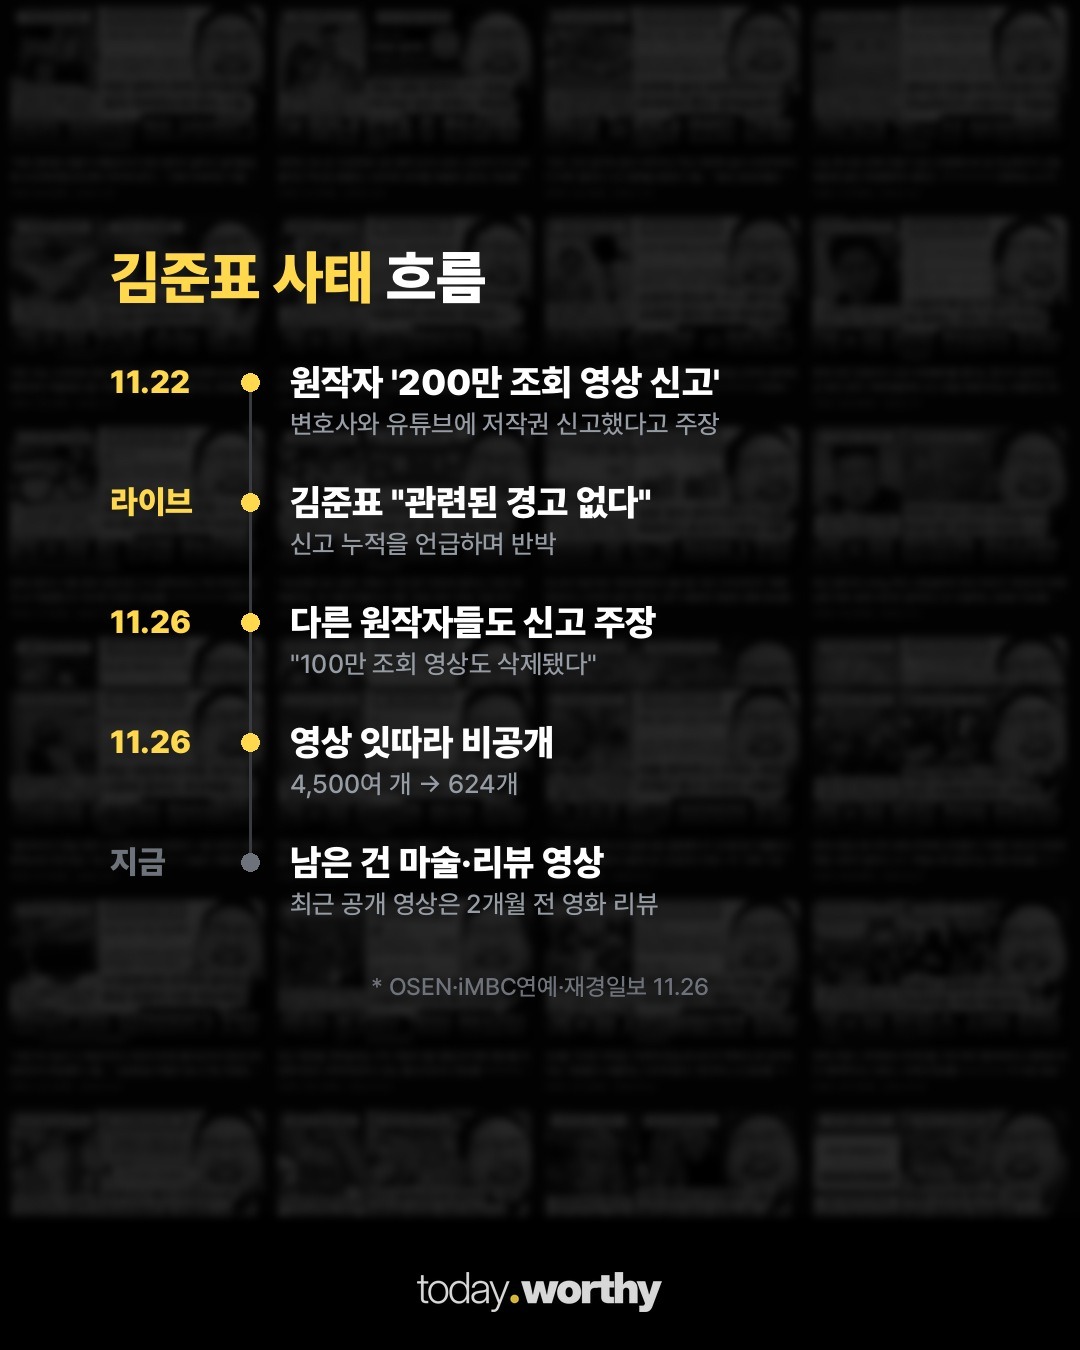 김준표 사태 흐름
11.22
원작자 '200만 조회 영상 신고'
변호사와 유튜브에 저작권 신고했다고 주장
라이브
김준표 "관련된 경고 없다"
신고 누적을 언급하며 반박
11.26
다른 원작자들도 신고 주장
"100만 조회 영상도 삭제됐다"
11.26
영상 잇따라 비공개
4,500여 개 → 624개
지금
남은 건 마술·리뷰 영상
최근 공개 영상은 2개월 전 영화 리뷰
* OSEN·iMBC연예·재경일보 11.26
today.worthy